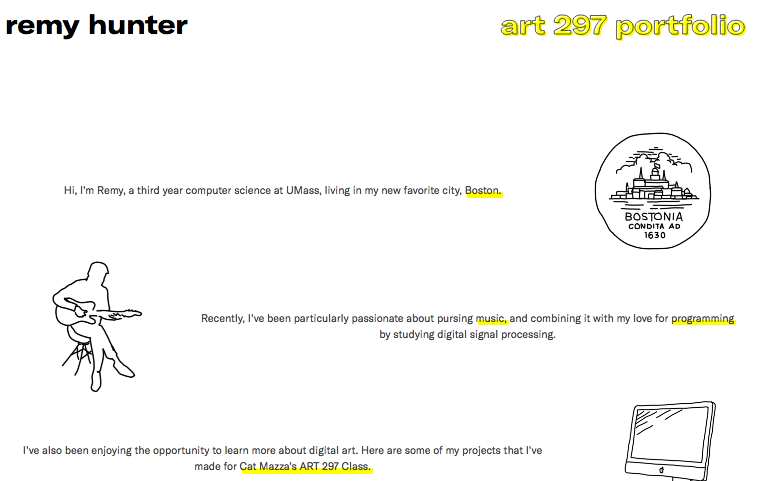 remy hunter
art 297 portfolio
Hi, I'm Remy, a third year computer science at UMass, living in my new favorite city, Boston.
BOSTONIA
CONDITA AD
1630
Recently, I've been particularly passionate about pursing music, and combining it with my love for programming
by studying digital signal processing.
I've also been enjoying the opportunity to learn more about digital art. Here are some of my projects that I've
made for Cat Mazza's ART 297 Class.